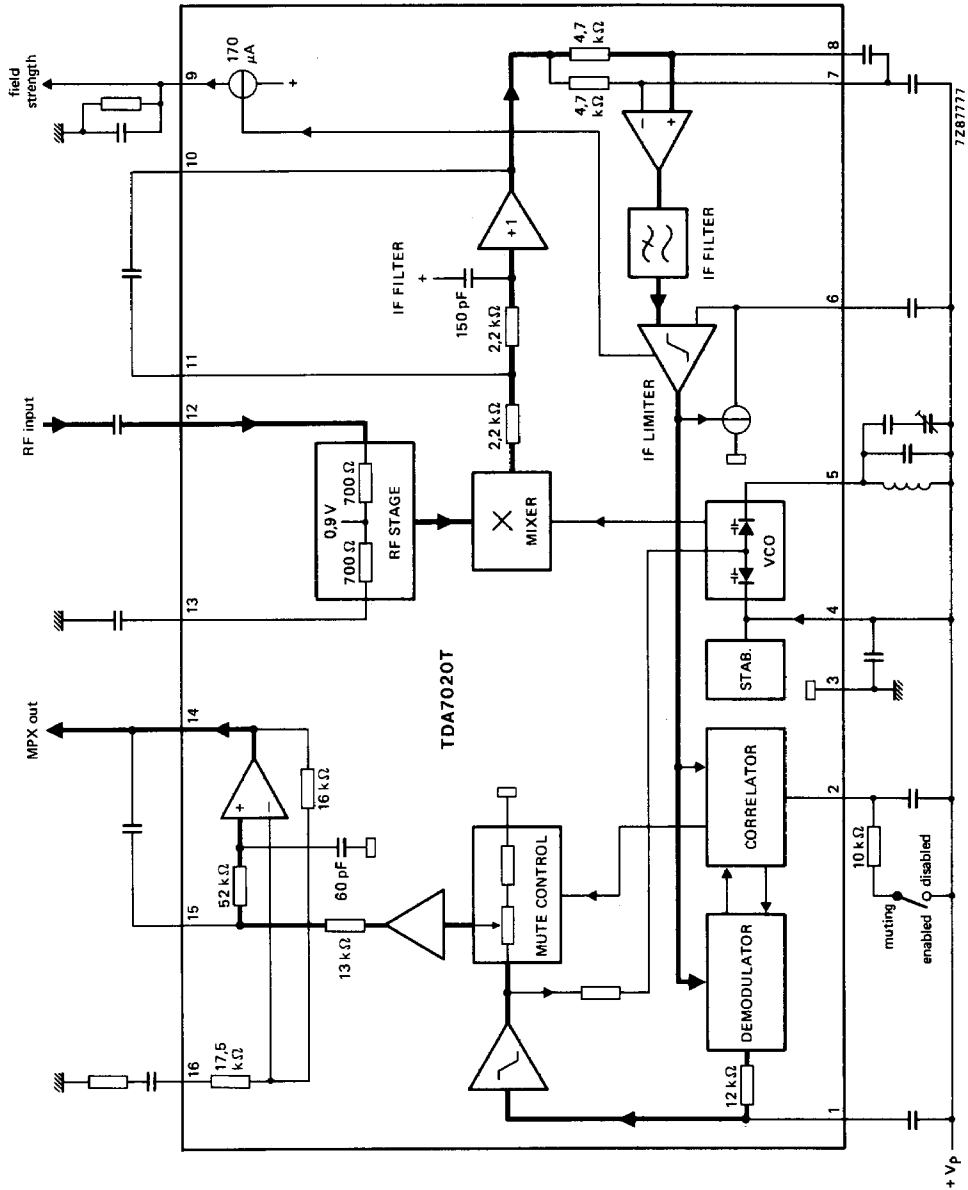 MPX out
RF input
field
strength
16
15
14
13
12
11
10
9
17,5
kΩ
52 kΩ
60 pF
16 kΩ
+
−
13 kΩ
MUTE CONTROL
TDA7020T
700 Ω
0,9 V
700 Ω
RF STAGE
MIXER
2,2 kΩ
2,2 kΩ
150 pF
+
IF FILTER
+1
170
μA
+
4,7
kΩ
4,7
kΩ
−
+
IF FILTER
IF LIMITER
12 kΩ
DEMODULATOR
CORRELATOR
STAB.
VCO
1
2
3
4
5
6
7
8
10 kΩ
muting
enabled
disabled
+ VP
7Z87777